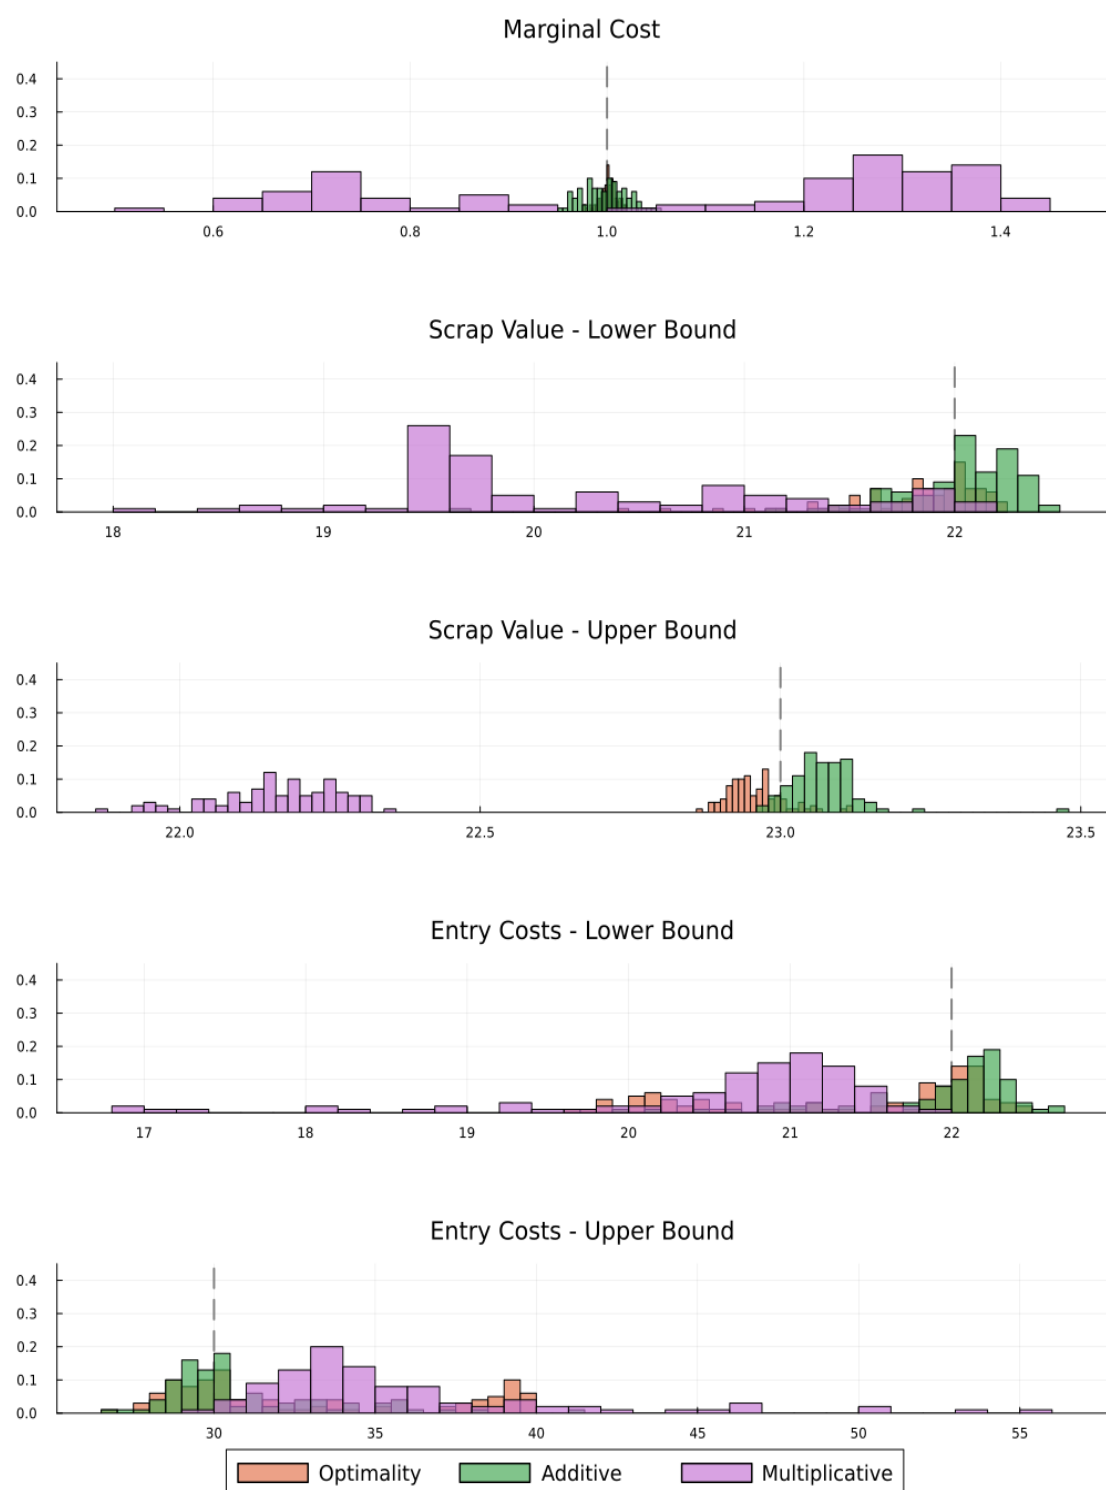 Marginal Cost
0.4
0.3
0.2
0.1
0.0
0.6 0.8 1.0 1.2 1.4
Scrap Value - Lower Bound
0.4
0.3
0.2
0.1
0.0
18 19 20 21 22
Scrap Value - Upper Bound
0.4
0.3
0.2
0.1
0.0
22.0 22.5 23.0 23.5
Entry Costs - Lower Bound
0.4
0.3
0.2
0.1
0.0
17 18 19 20 21 22
Entry Costs - Upper Bound
0.4
0.3
0.2
0.1
0.0
30 35 40 45 50 55
Optimality Additive Multiplicative